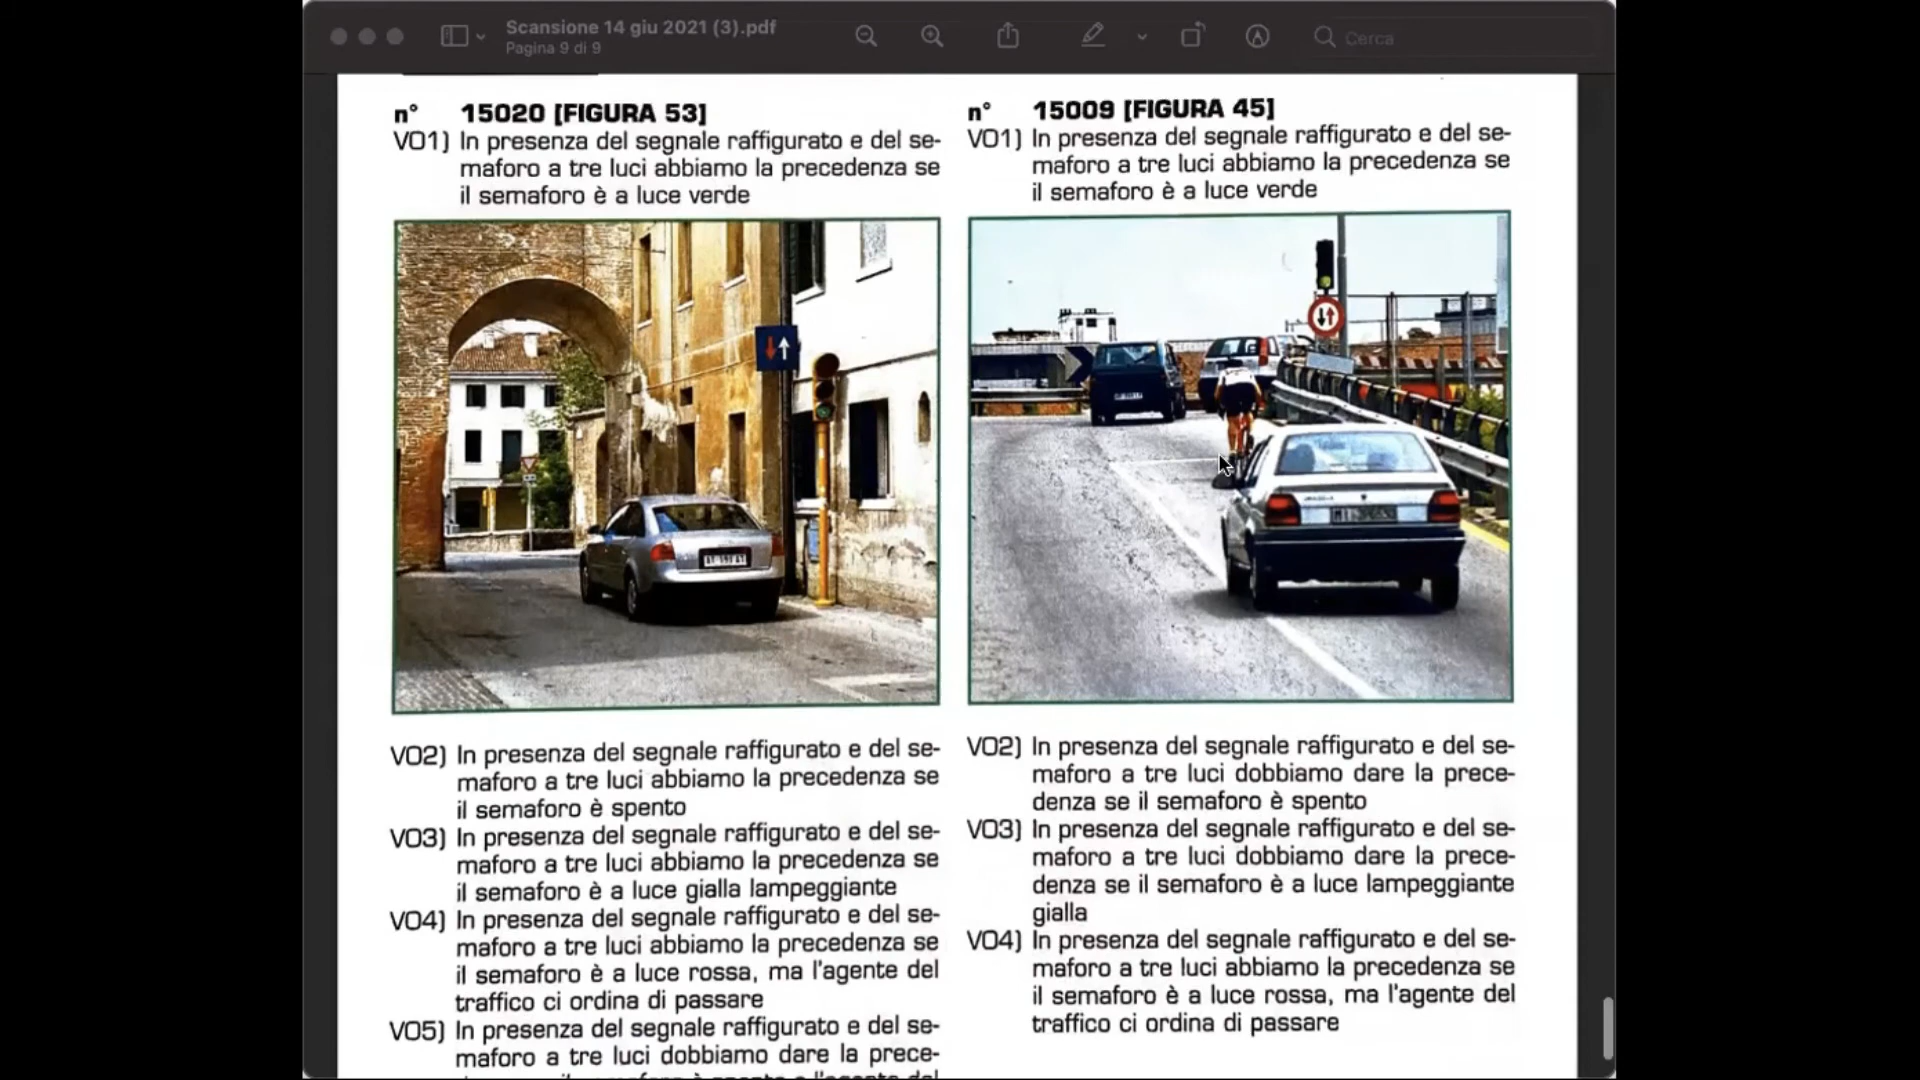 Scansione 14 giu 2021 (3).pdf
Pagina 9 di 9
Cerca
n° 15020 [FIGURA 53]
VO1) In presenza del segnale raffigurato e del se-
maforo a tre luci abbiamo la precedenza se
il semaforo è a luce verde
VO2) In presenza del segnale raffigurato e del se-
maforo a tre luci abbiamo la precedenza se
il semaforo è spento
VO3) In presenza del segnale raffigurato e del se-
maforo a tre luci abbiamo la precedenza se
il semaforo è a luce gialla lampeggiante
VO4) In presenza del segnale raffigurato e del se-
maforo a tre luci abbiamo la precedenza se
il semaforo è a luce rossa, ma l'agente del
traffico ci ordina di passare
VO5) In presenza del segnale raffigurato e del se-
maforo a tre luci dobbiamo dare la prece-
n° 15009 [FIGURA 45]
VO1) In presenza del segnale raffigurato e del se-
maforo a tre luci abbiamo la precedenza se
il semaforo è a luce verde
VO2) In presenza del segnale raffigurato e del se-
maforo a tre luci dobbiamo dare la prece-
denza se il semaforo è spento
VO3) In presenza del segnale raffigurato e del se-
maforo a tre luci dobbiamo dare la prece-
denza se il semaforo è a luce lampeggiante
gialla
VO4) In presenza del segnale raffigurato e del se-
maforo a tre luci abbiamo la precedenza se
il semaforo è a luce rossa, ma l'agente del
traffico ci ordina di passare